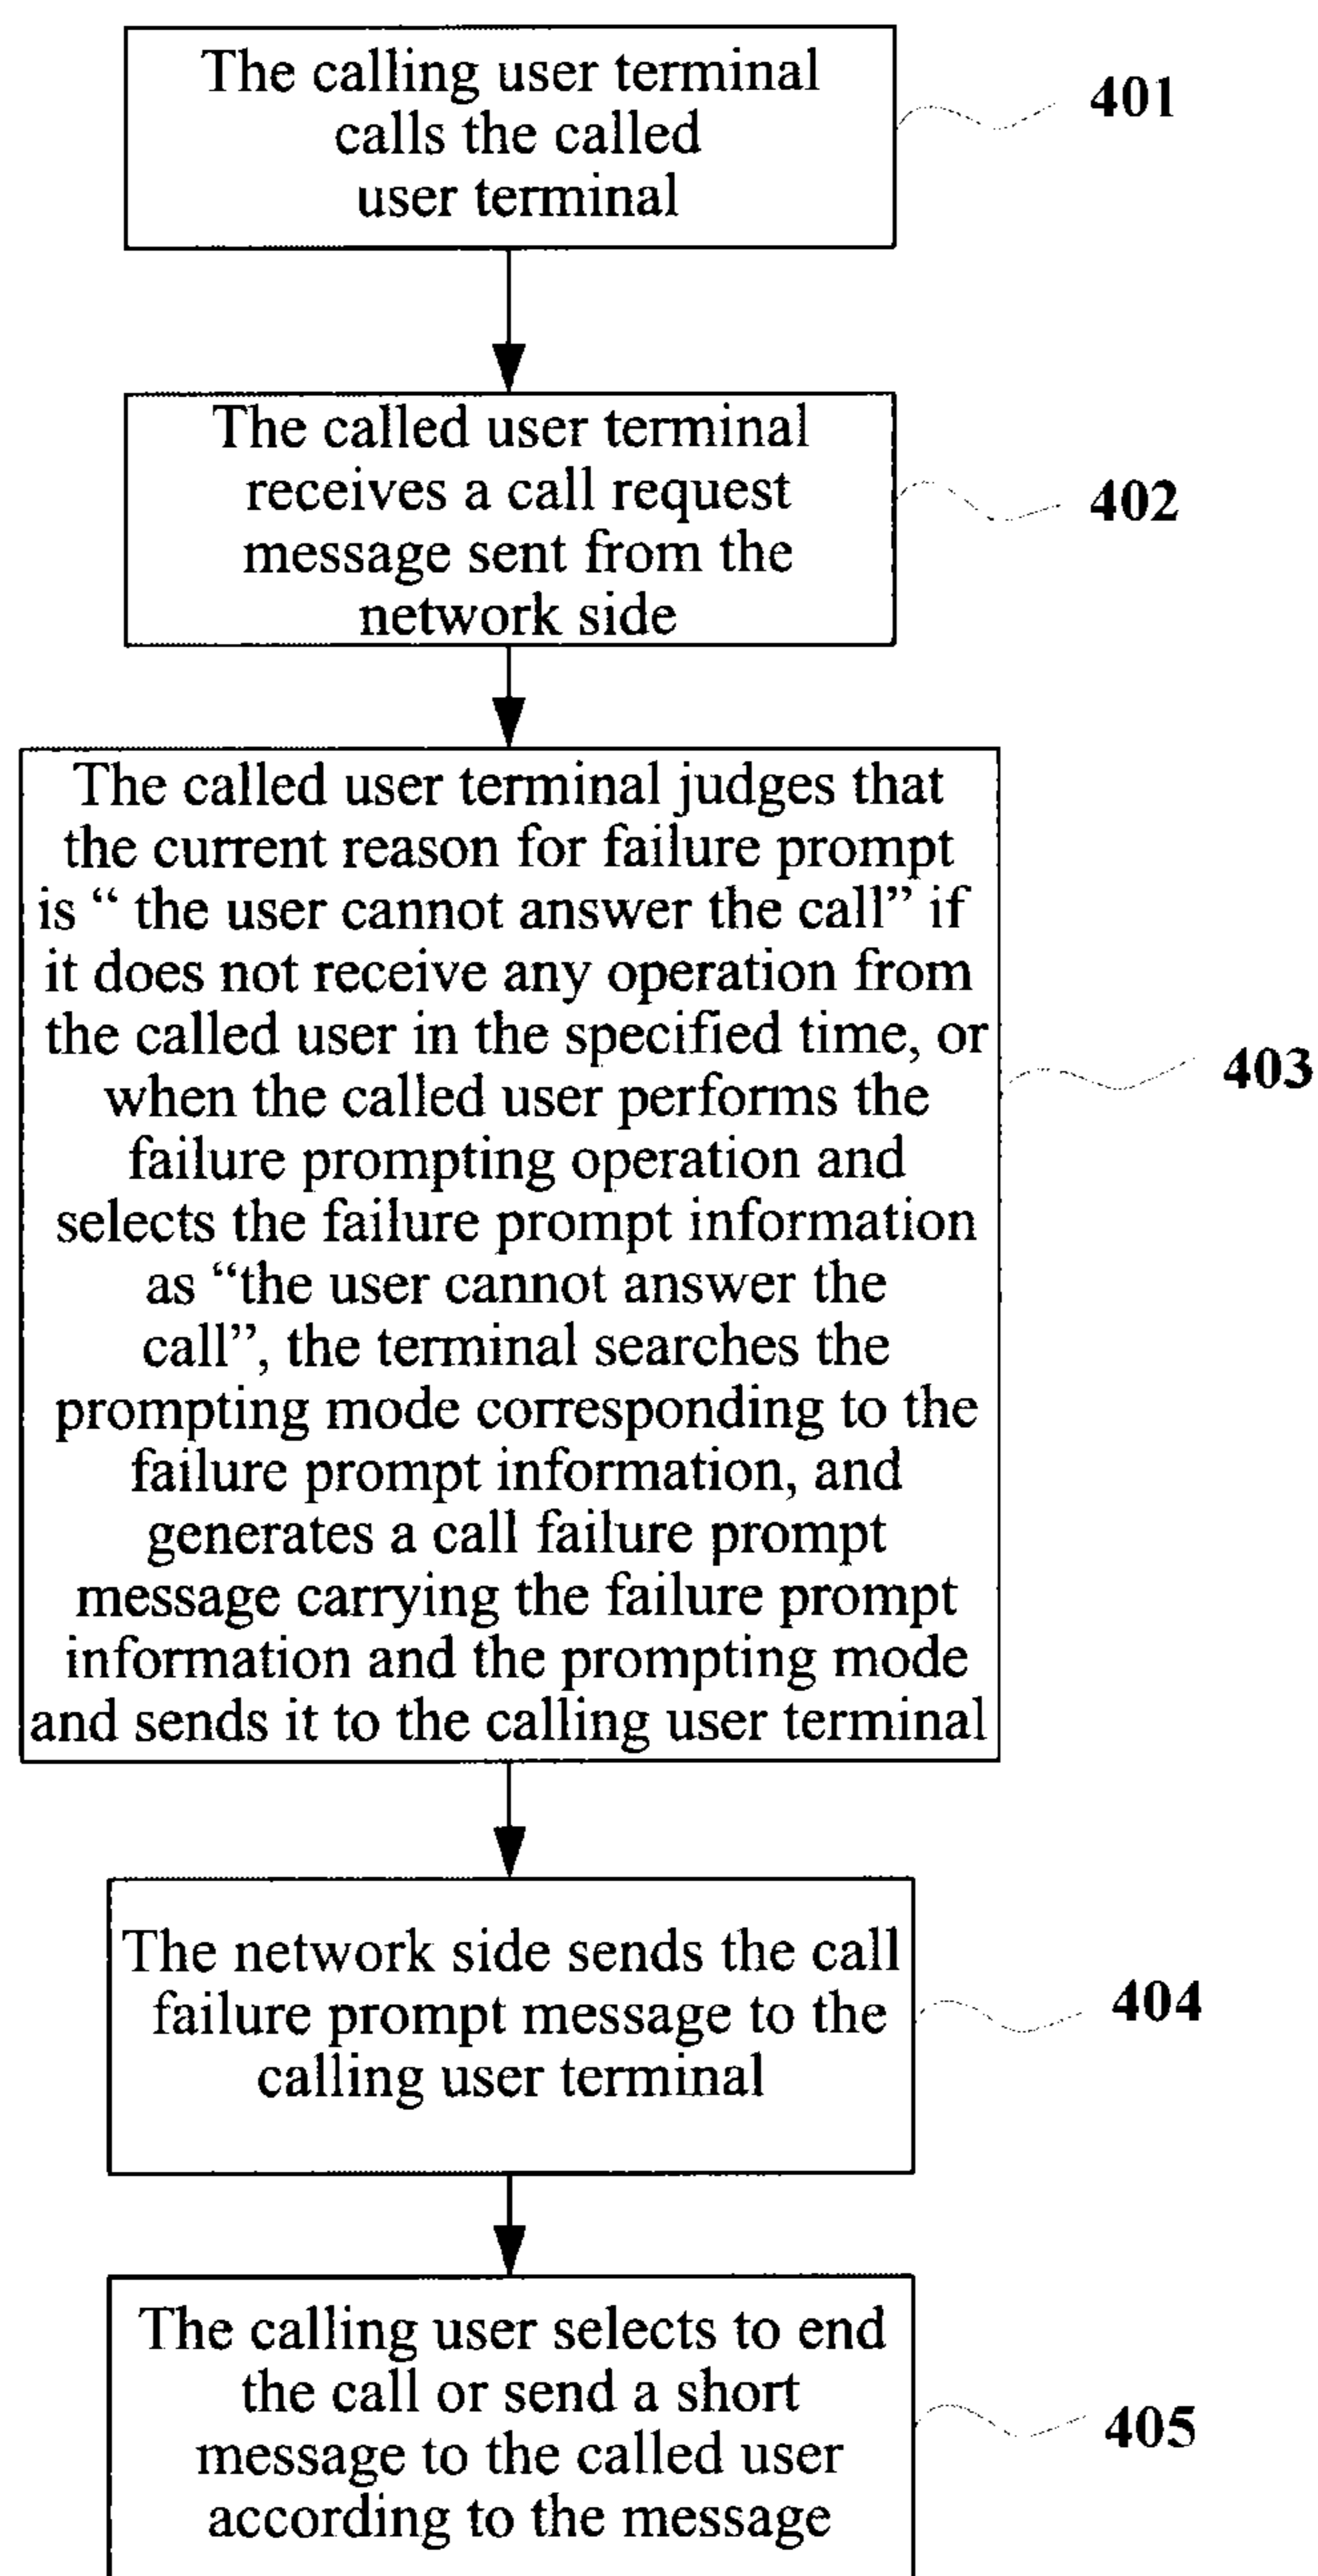 The calling user terminal
calls the called
user terminal
401
The called user terminal
receives a call request
message sent from the
network side
402
The called user terminal judges that
the current reason for failure prompt
is “ the user cannot answer the call” if
it does not receive any operation from
the called user in the specified time, or
when the called user performs the
failure prompting operation and
selects the failure prompt information
as “the user cannot answer the
call”, the terminal searches the
prompting mode corresponding to the
failure prompt information, and
generates a call failure prompt
message carrying the failure prompt
information and the prompting mode
and sends it to the calling user terminal
403
The network side sends the call
failure prompt message to the
calling user terminal
404
The calling user selects to end
the call or send a short
message to the called user
according to the message
405